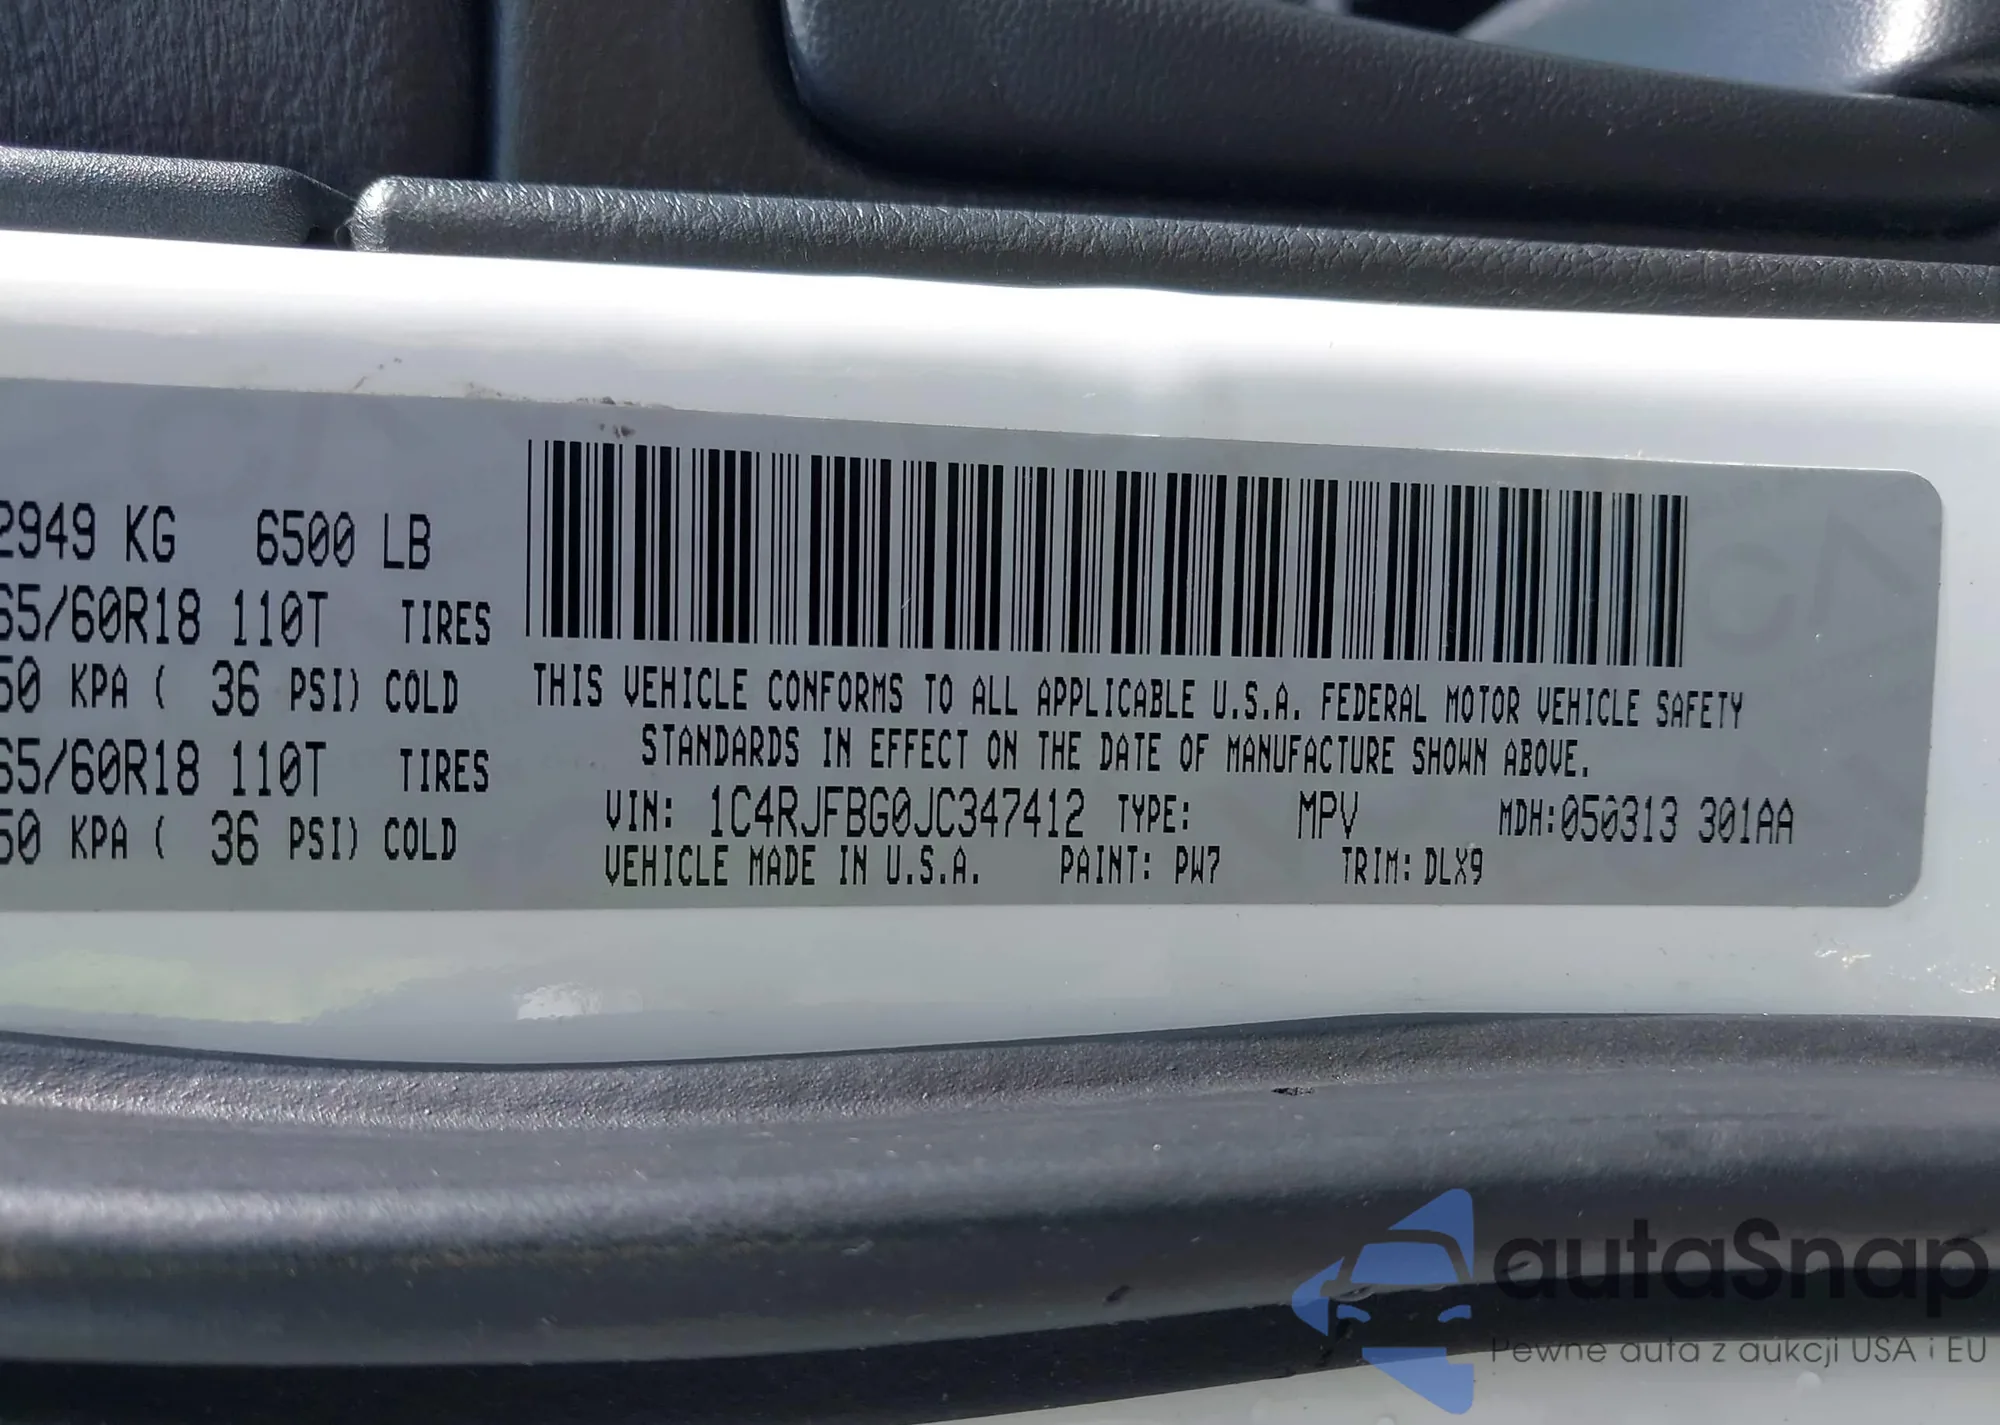 2949 KG 6500 LB
65/60R18 110T TIRES
50 KPA ( 36 PSI) COLD
65/60R18 110T TIRES
50 KPA ( 36 PSI) COLD
THIS VEHICLE CONFORMS TO ALL APPLICABLE U.S.A. FEDERAL MOTOR VEHICLE SAFETY
STANDARDS IN EFFECT ON THE DATE OF MANUFACTURE SHOWN ABOVE.
VIN: 1C4RJFBG0JC347412 TYPE: MPV MDH:050313 301AA
VEHICLE MADE IN U.S.A. PAINT: PW7 TRIM: DLX9
autaSnap
Pewne auta z aukcji USA i EU